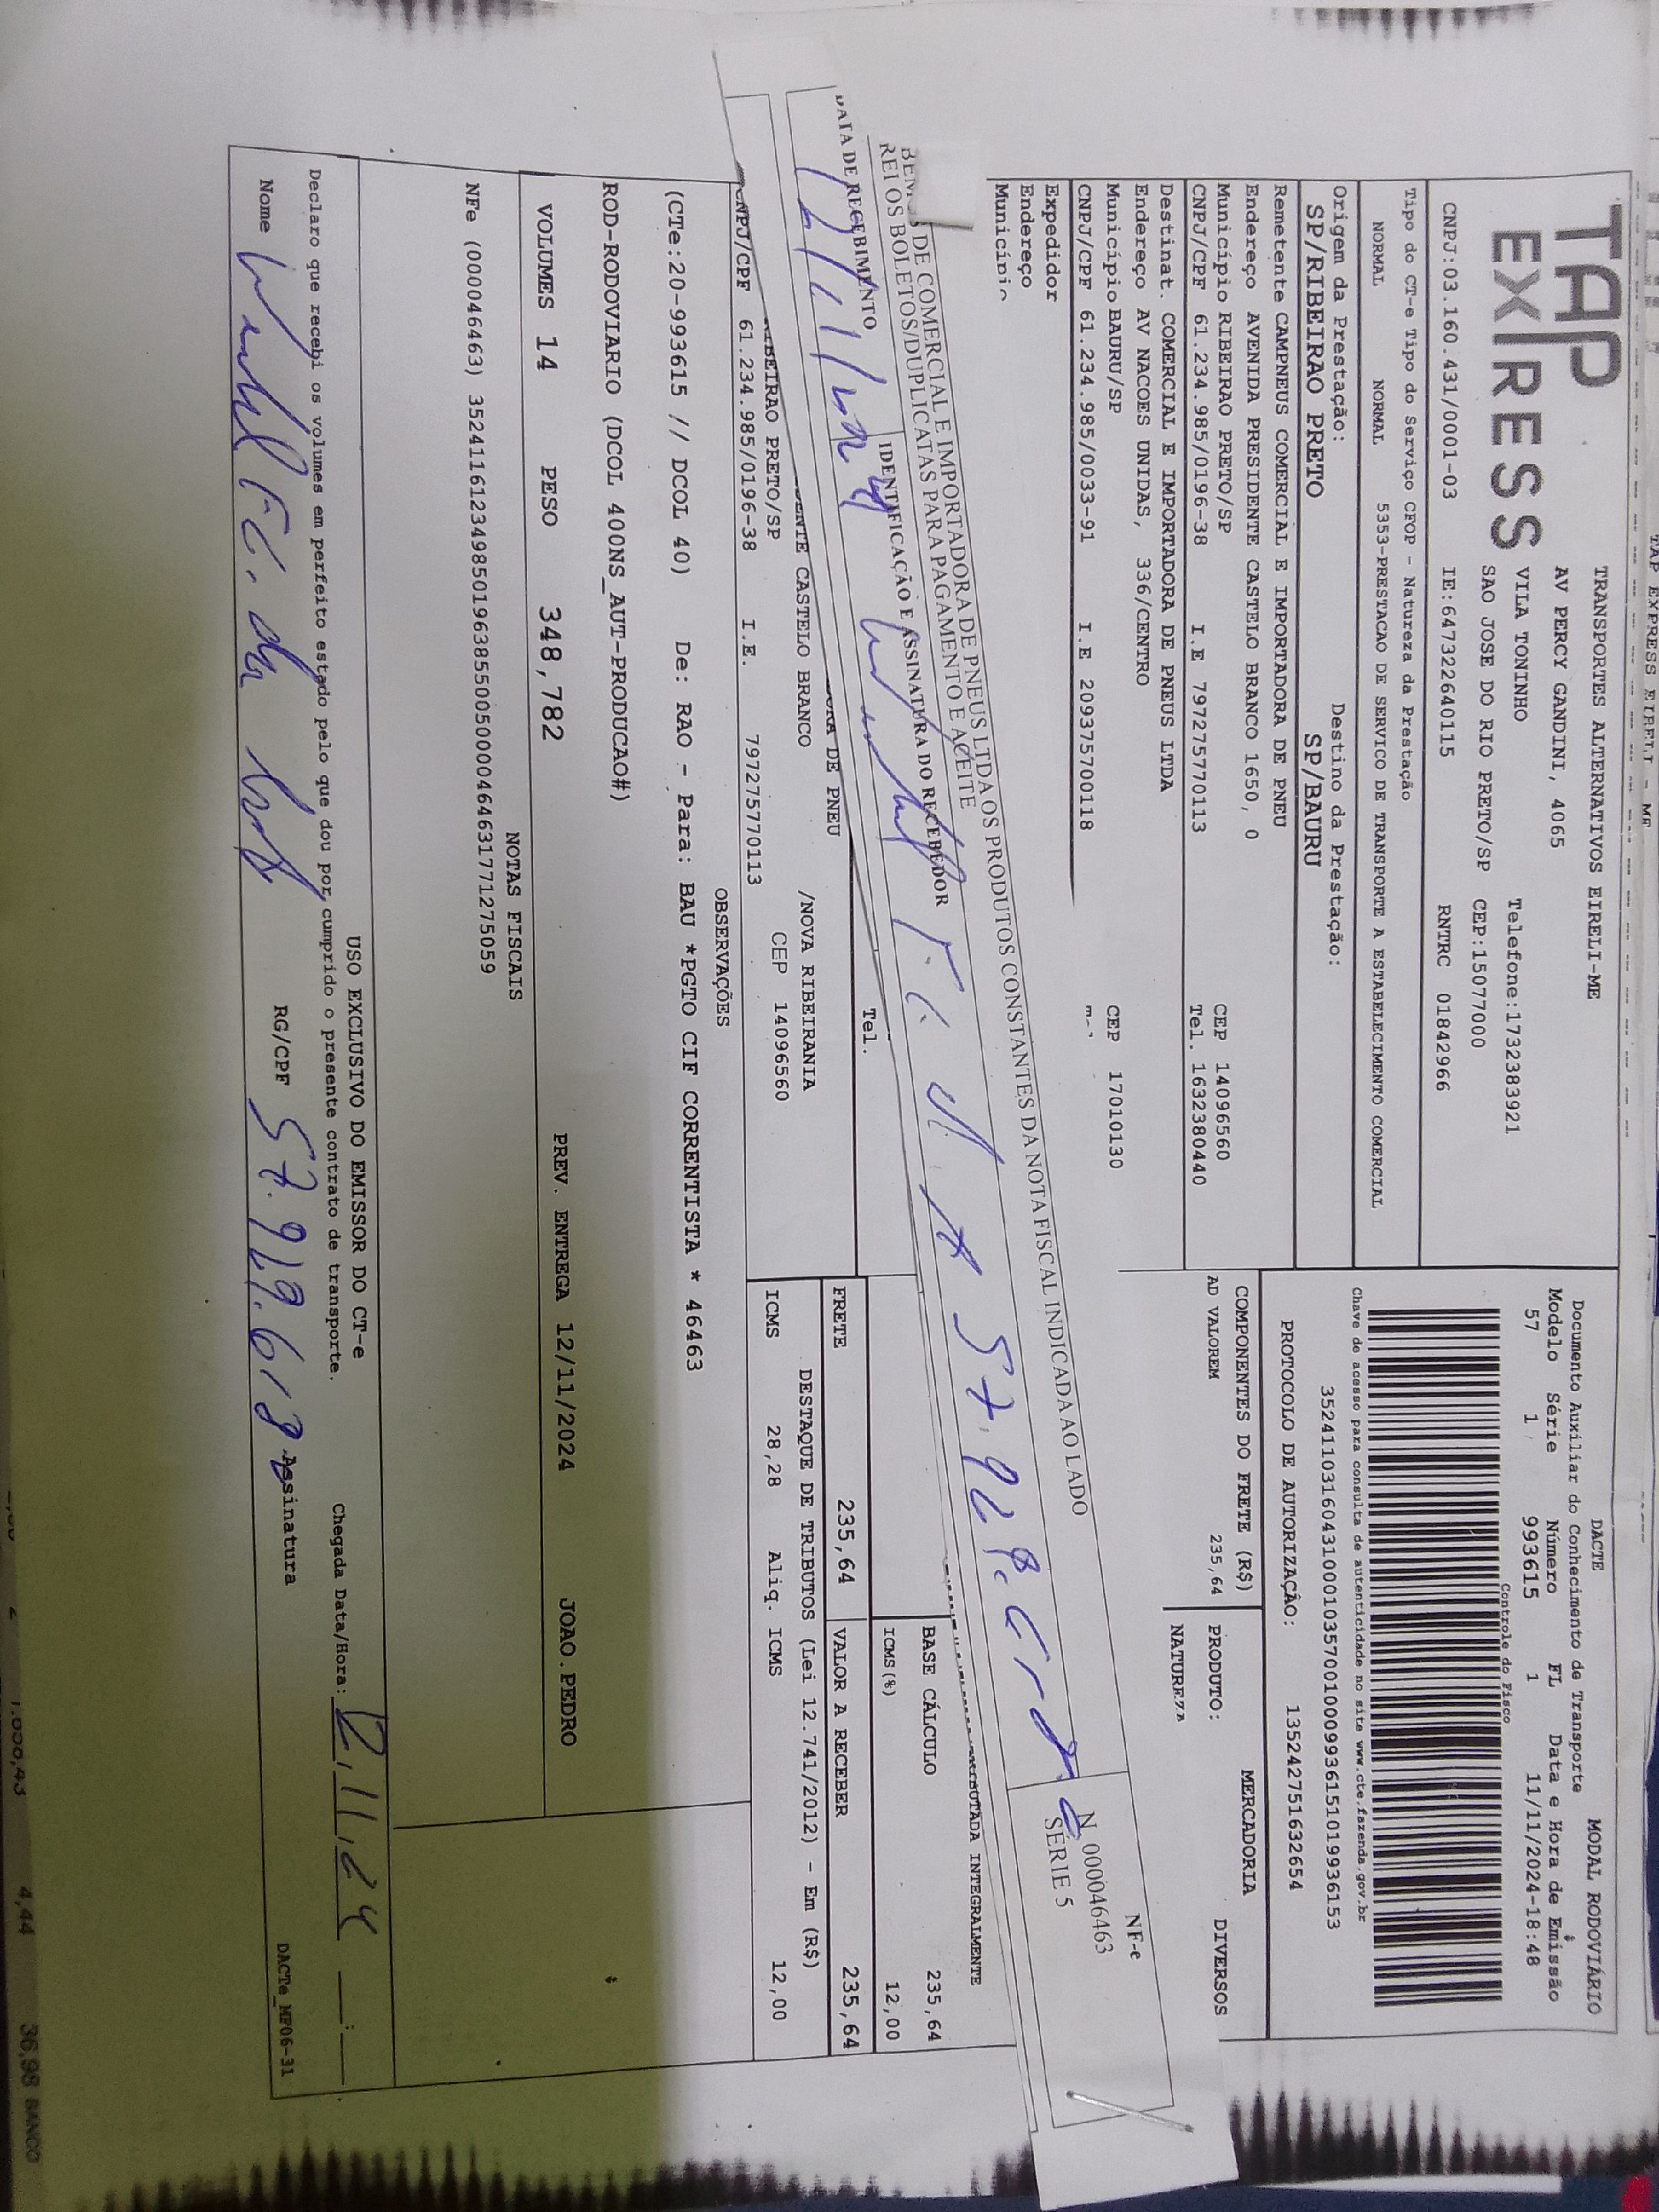 TAP EXPRESS EIRELI - ME
TAP
EXPRESS
TRANSPORTES ALTERNATIVOS EIRELI-ME
AV PERCY GANDINI, 4065
VILA TONINHO
Telefone:1732383921
SAO JOSE DO RIO PRETO/SP CEP:15077000
CNPJ:03.160.431/0001-03 IE:647322640115 RNTRC 01842966
Tipo do CT-e Tipo do Serviço CFOP - Natureza da Prestação
NORMAL NORMAL 5353-PRESTACAO DE SERVICO DE TRANSPORTE A ESTABELECIMENTO COMERCIAL
Origem da Prestação: Destino da Prestação:
SP/RIBEIRAO PRETO SP/BAURU
Remetente CAMPNEUS COMERCIAL E IMPORTADORA DE PNEU
Endereço AVENIDA PRESIDENTE CASTELO BRANCO 1650, 0
Município RIBEIRAO PRETO/SP CEP 14096560
CNPJ/CPF 61.234.985/0196-38 I.E 797275770113 Tel. 1632380440
Destinat. COMERCIAL E IMPORTADORA DE PNEUS LTDA
Endereço AV NACOES UNIDAS, 336/CENTRO
Município BAURU/SP CEP 17010130
CNPJ/CPF 61.234.985/0033-91 I.E 209375700118
Expedidor
Endereço
Município
DACTE MODAL RODOVIÁRIO
Documento Auxiliar do Conhecimento de Transporte
Modelo Série Número FL Data e Hora de Emissão
57 1 993615 1 11/11/2024-18:48
Controle do Fisco
Chave de acesso para consulta de autenticidade no site www.cte.fazenda.gov.br
35241103160431000103570010009936151019936153
PROTOCOLO DE AUTORIZAÇÃO: 135242751632654
COMPONENTES DO FRETE (R$) MERCADORIA
AD VALOREM 235,64 PRODUTO: DIVERSOS
NATUREZA
DE COMERCIAL E IMPORTADORA DE PNEUS LTDA OS PRODUTOS CONSTANTES DA NOTA FISCAL INDICADA AO LADO
OS BOLETOS/DUPLICATAS PARA PAGAMENTO E ACEITE
DATA DE RECEBIMENTO IDENTIFICAÇÃO E ASSINATURA DO RECEBEDOR
NF-e
N. 000046463
SÉRIE 5
INTEGRALMENTE
BASE CÁLCULO 235,64
ICMS(%) 12,00
DE PNEU Tel.
CASTELO BRANCO /NOVA RIBEIRANIA
PRETO/SP CEP 14096560
CNPJ/CPF 61.234.985/0196-38 I.E. 797275770113
FRETE 235,64 VALOR A RECEBER 235,64
DESTAQUE DE TRIBUTOS (Lei 12.741/2012) - Em (R$)
ICMS 28,28 Aliq. ICMS 12,00
OBSERVAÇÕES
(CTe:20-993615 // DCOL 40) De: RAO - Para: BAU *PGTO CIF CORRENTISTA * 46463
ROD-RODOVIARIO (DCOL 400NS_AUT-PRODUCAO#)
VOLUMES 14 PESO 348,782 PREV. ENTREGA 12/11/2024 JOAO.PEDRO
NOTAS FISCAIS
NFe (000046463) 35241161234985019638550050000464631771275059
USO EXCLUSIVO DO EMISSOR DO CT-e
Declaro que recebi os volumes em perfeito estado pelo que dou por cumprido o presente contrato de transporte.
Chegada Data/Hora: 12/11/24 __:__
Nome RG/CPF 57.929.618 Assinatura
DACTe_MF06-31
4,44 36,98 BANCO